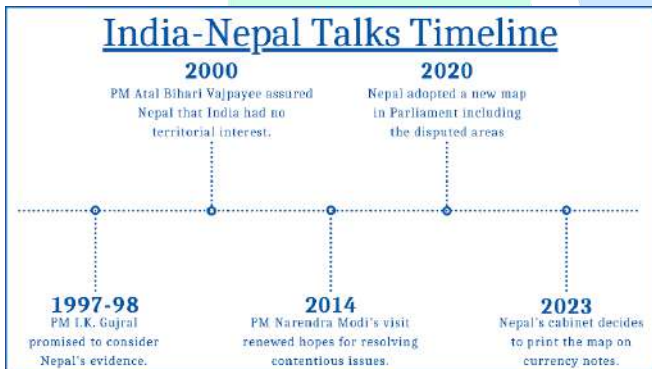 India-Nepal Talks Timeline
2000
PM Atal Bihari Vajpayee assured
Nepal that India had no
territorial interest.
2020
Nepal adopted a new map
in Parliament including
the disputed areas
1997-98
PM I.K. Gujral
promised to consider
Nepal's evidence.
2014
PM Narendra Modi's visit
renewed hopes for resolving
contentious issues.
2023
Nepal's cabinet decides
to print the map on
currency notes.